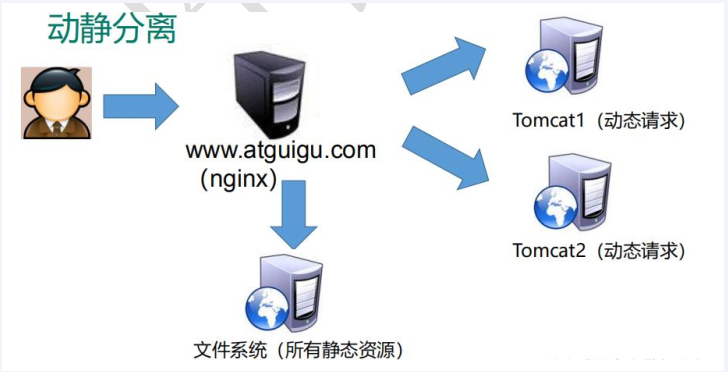 动静分离
www.atguigu.com
（nginx）
Tomcat1（动态请求）
Tomcat2（动态请求）
文件系统（所有静态资源）